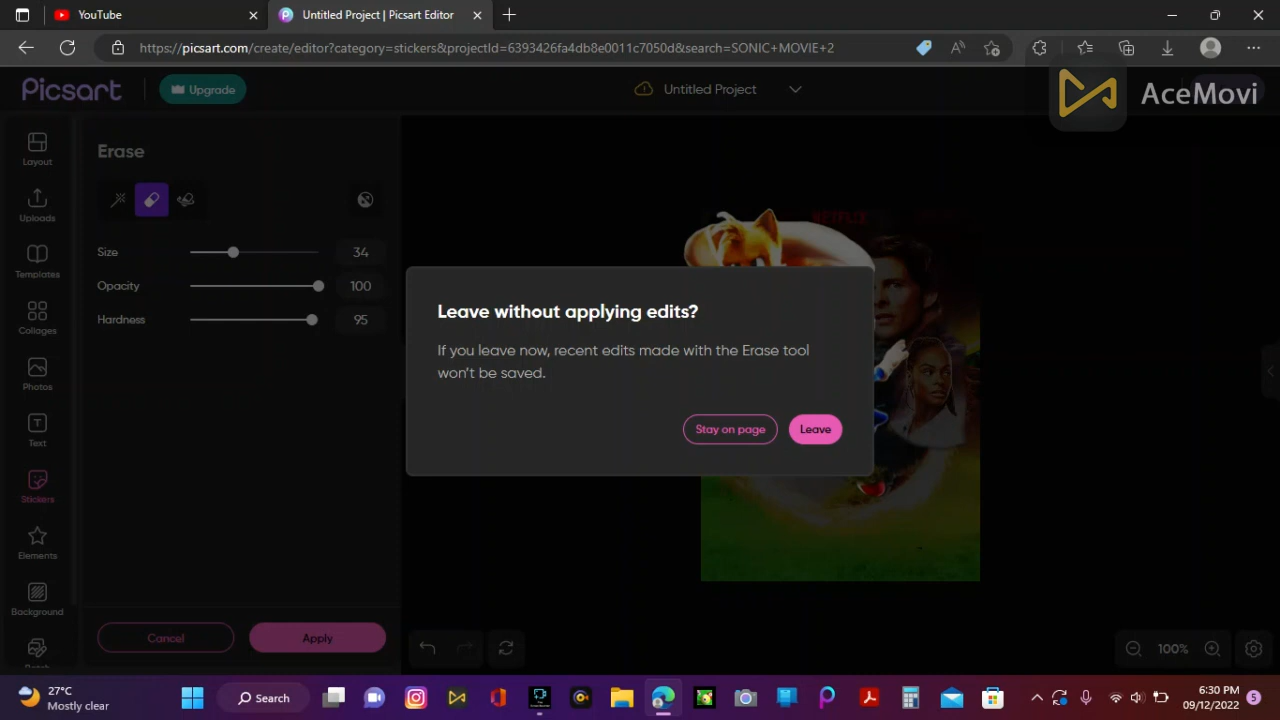 YouTube
Untitled Project | Picsart Editor
https://picsart.com/create/editor?category=stickers&projectId=6393426fa4db8e0011c7050d&search=SONIC+MOVIE+2
Picsart
Upgrade
Untitled Project
AceMovi
Layout
Uploads
Templates
Collages
Photos
Text
Stickers
Elements
Background
Batch
Erase
Size 34
Opacity 100
Hardness 95
NETFLIX
Leave without applying edits?
If you leave now, recent edits made with the Erase tool
won't be saved.
Stay on page
Leave
Cancel
Apply
100%
27°C
Mostly clear
Search
6:30 PM
09/12/2022
5